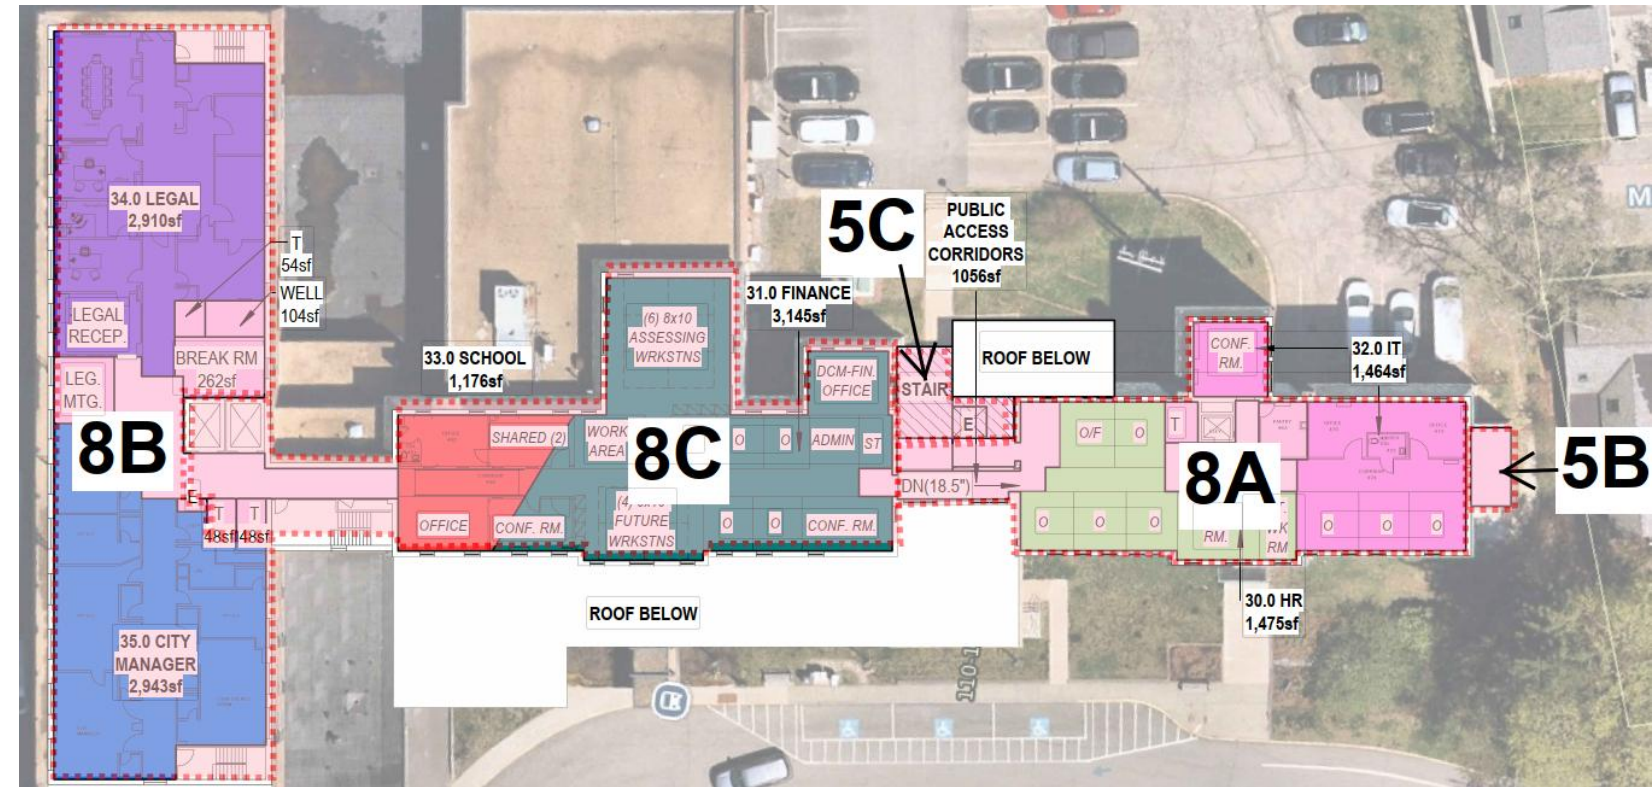 34.0 LEGAL
2,910sf
T
54sf
WELL
104sf
LEGAL
RECEP.
BREAK RM
262sf
LEG.
MTG.
8B
E
T
48sf
T
48sf
35.0 CITY
MANAGER
2,943sf
33.0 SCHOOL
1,176sf
SHARED (2)
OFFICE
CONF. RM.
(6) 8x10
ASSESSING
WRKSTNS
WORK
AREA
8C
FUTURE
WRKSTNS
31.0 FINANCE
3,145sf
DCM-FIN.
OFFICE
O
O
ADMIN
ST
O
O
CONF. RM.
ROOF BELOW
5C
PUBLIC
ACCESS
CORRIDORS
1056sf
STAIR
E
DN(18.5")
ROOF BELOW
O/F
O
T
O
O
O
8A
RM.
WK
RM
30.0 HR
1,475sf
CONF.
RM.
32.0 IT
1,464sf
O
O
O
5B
M
110 1